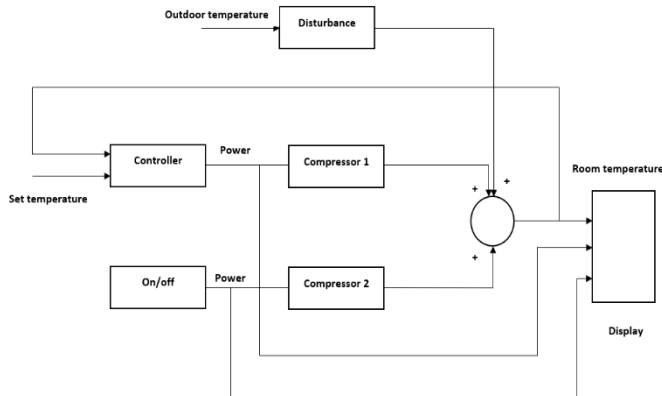 Outdoor temperature
Disturbance
Controller
Power
Compressor 1
Set temperature
+
+
+
Room temperature
On/off
Power
Compressor 2
Display